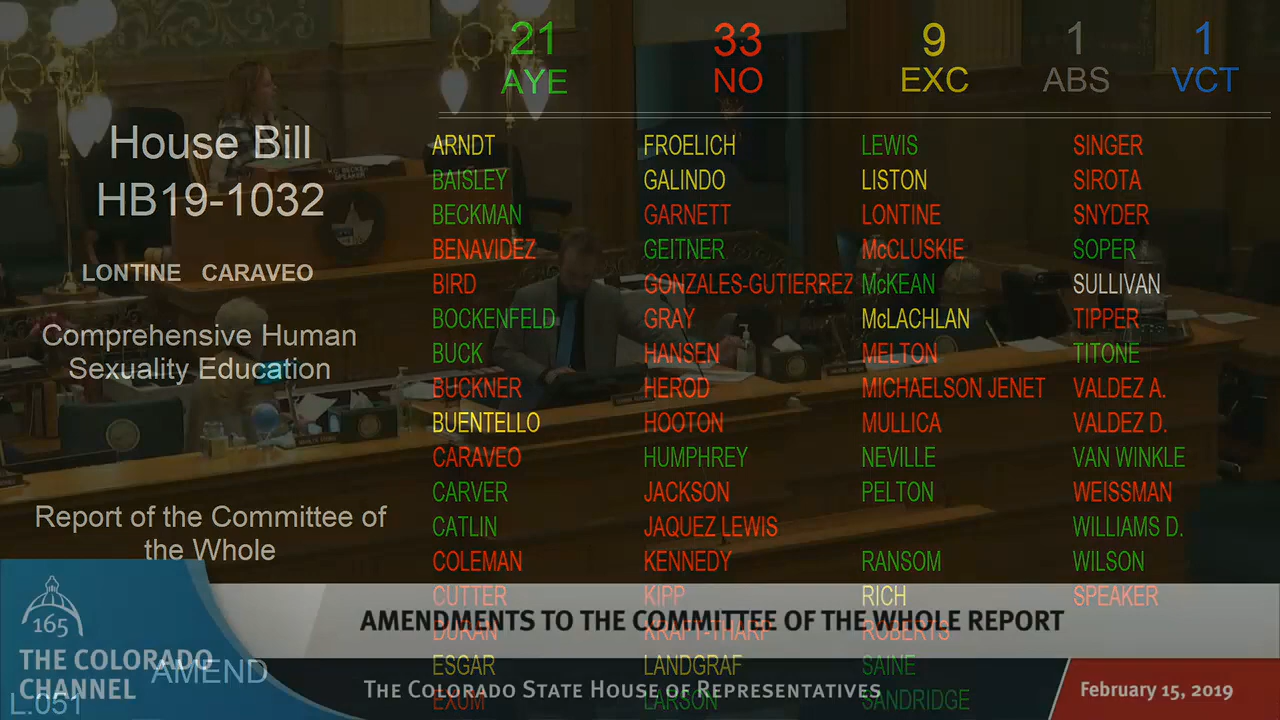 21 AYE
33 NO
9 EXC
1 ABS
1 VCT
House Bill
HB19-1032
LONTINE CARAVEO
Comprehensive Human
Sexuality Education
Report of the Committee of
the Whole
AMEND
L.051
ARNDT
BAISLEY
BECKMAN
BENAVIDEZ
BIRD
BOCKENFELD
BUCK
BUCKNER
BUENTELLO
CARAVEO
CARVER
CATLIN
COLEMAN
CUTTER
DURAN
ESGAR
EXUM
FROELICH
GALINDO
GARNETT
GEITNER
GONZALES-GUTIERREZ
GRAY
HANSEN
HEROD
HOOTON
HUMPHREY
JACKSON
JAQUEZ LEWIS
KENNEDY
KIPP
KRAFT-THARP
LANDGRAF
LARSON
LEWIS
LISTON
LONTINE
McCLUSKIE
McKEAN
McLACHLAN
MELTON
MICHAELSON JENET
MULLICA
NEVILLE
PELTON
RANSOM
RICH
ROBERTS
SAINE
SANDRIDGE
SINGER
SIROTA
SNYDER
SOPER
SULLIVAN
TIPPER
TITONE
VALDEZ A.
VALDEZ D.
VAN WINKLE
WEISSMAN
WILLIAMS D.
WILSON
SPEAKER
AMENDMENTS TO THE COMMITTEE OF THE WHOLE REPORT
165
THE COLORADO
CHANNEL
THE COLORADO STATE HOUSE OF REPRESENTATIVES
February 15, 2019